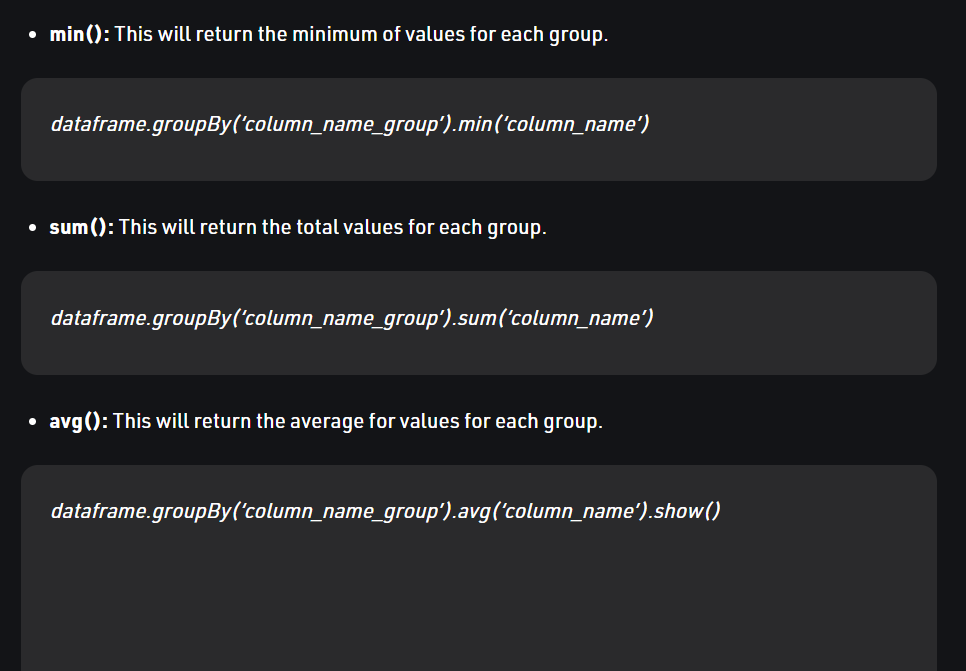 • min(): This will return the minimum of values for each group.
dataframe.groupBy(‘column_name_group’).min(‘column_name’)
• sum(): This will return the total values for each group.
dataframe.groupBy(‘column_name_group’).sum(‘column_name’)
• avg(): This will return the average for values for each group.
dataframe.groupBy(‘column_name_group’).avg(‘column_name’).show()